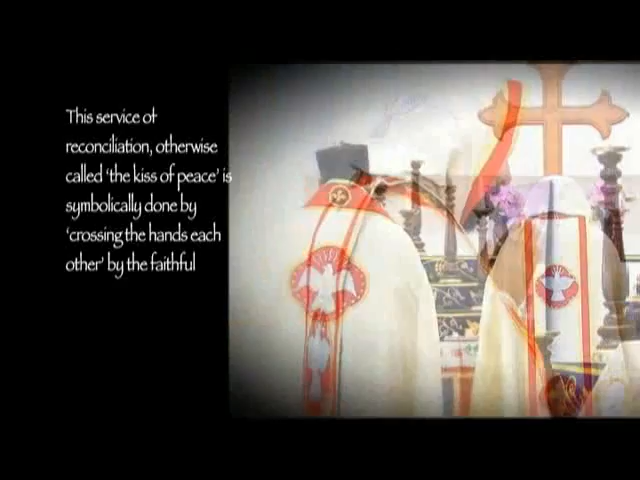 This service of
reconciliation, otherwise
called ‘the kiss of peace’ is
symbolically done by
‘crossing the hands each
other’ by the faithful